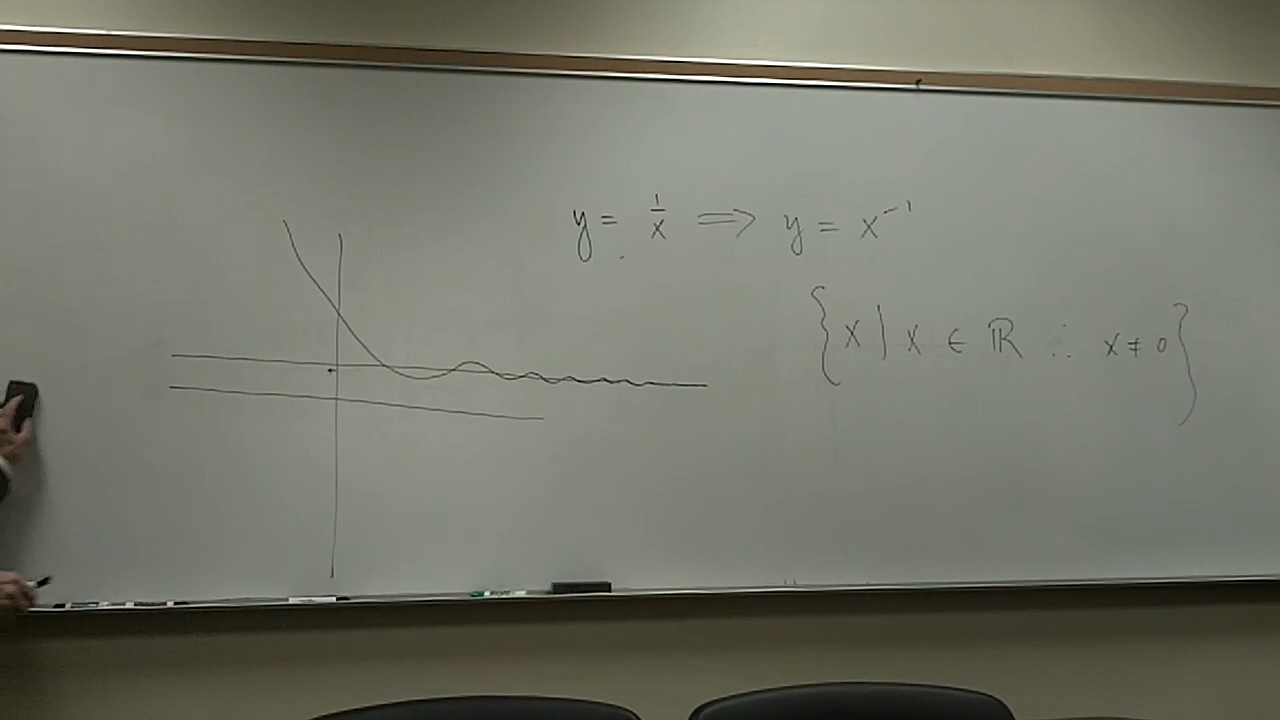 y = 1/x ⟹ y = x⁻¹
{x | x ∈ ℝ ∴ x ≠ 0}